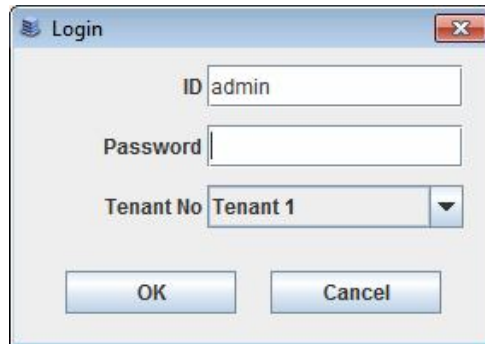 Login
ID admin
Password
Tenant No Tenant 1
OK Cancel